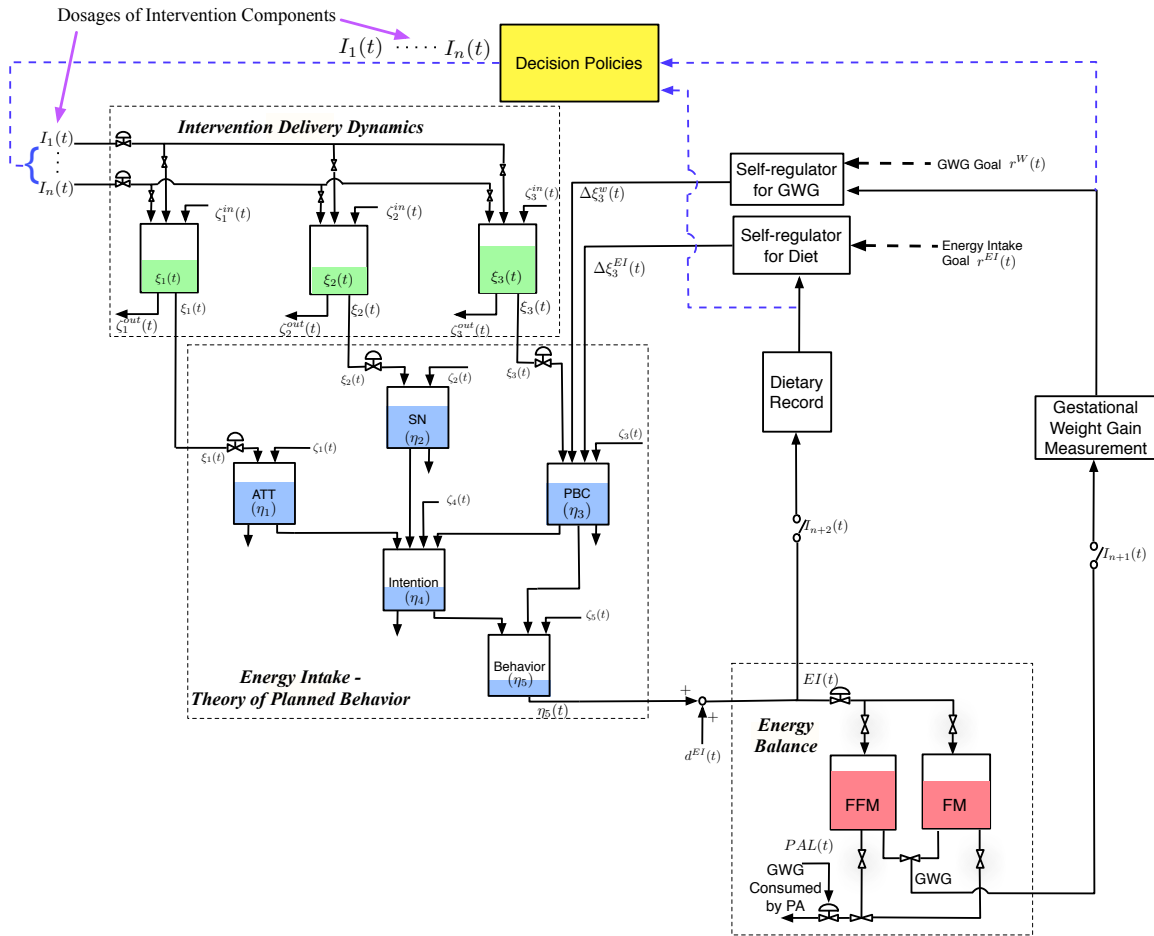 Dosages of Intervention Components
I₁(t) ····· Iₙ(t)
Decision Policies
Intervention Delivery Dynamics
I₁(t)
Iₙ(t)
Self-regulator
for GWG
GWG Goal r^W(t)
Δξ₃^w(t)
ζ₁^in(t)
ζ₂^in(t)
ζ₃^in(t)
Self-regulator
for Diet
Energy Intake
Goal r^EI(t)
Δξ₃^EI(t)
ξ₁(t)
ξ₂(t)
ξ₃(t)
ζ₁^out(t)
ξ₁(t)
ζ₂^out(t)
ξ₂(t)
ζ₃^out(t)
ξ₃(t)
ξ₂(t)
ζ₂(t)
ξ₃(t)
Dietary
Record
SN
(η₂)
Gestational
Weight Gain
Measurement
ξ₁(t)
ζ₁(t)
ζ₃(t)
ATT
(η₁)
PBC
(η₃)
ζ₄(t)
Iₙ₊₂(t)
Iₙ₊₁(t)
Intention
(η₄)
ζ₅(t)
Behavior
(η₅)
Energy Intake -
Theory of Planned Behavior
η₅(t)
+
+
d^EI(t)
EI(t)
Energy
Balance
FFM
FM
PAL(t)
GWG
Consumed
by PA
GWG